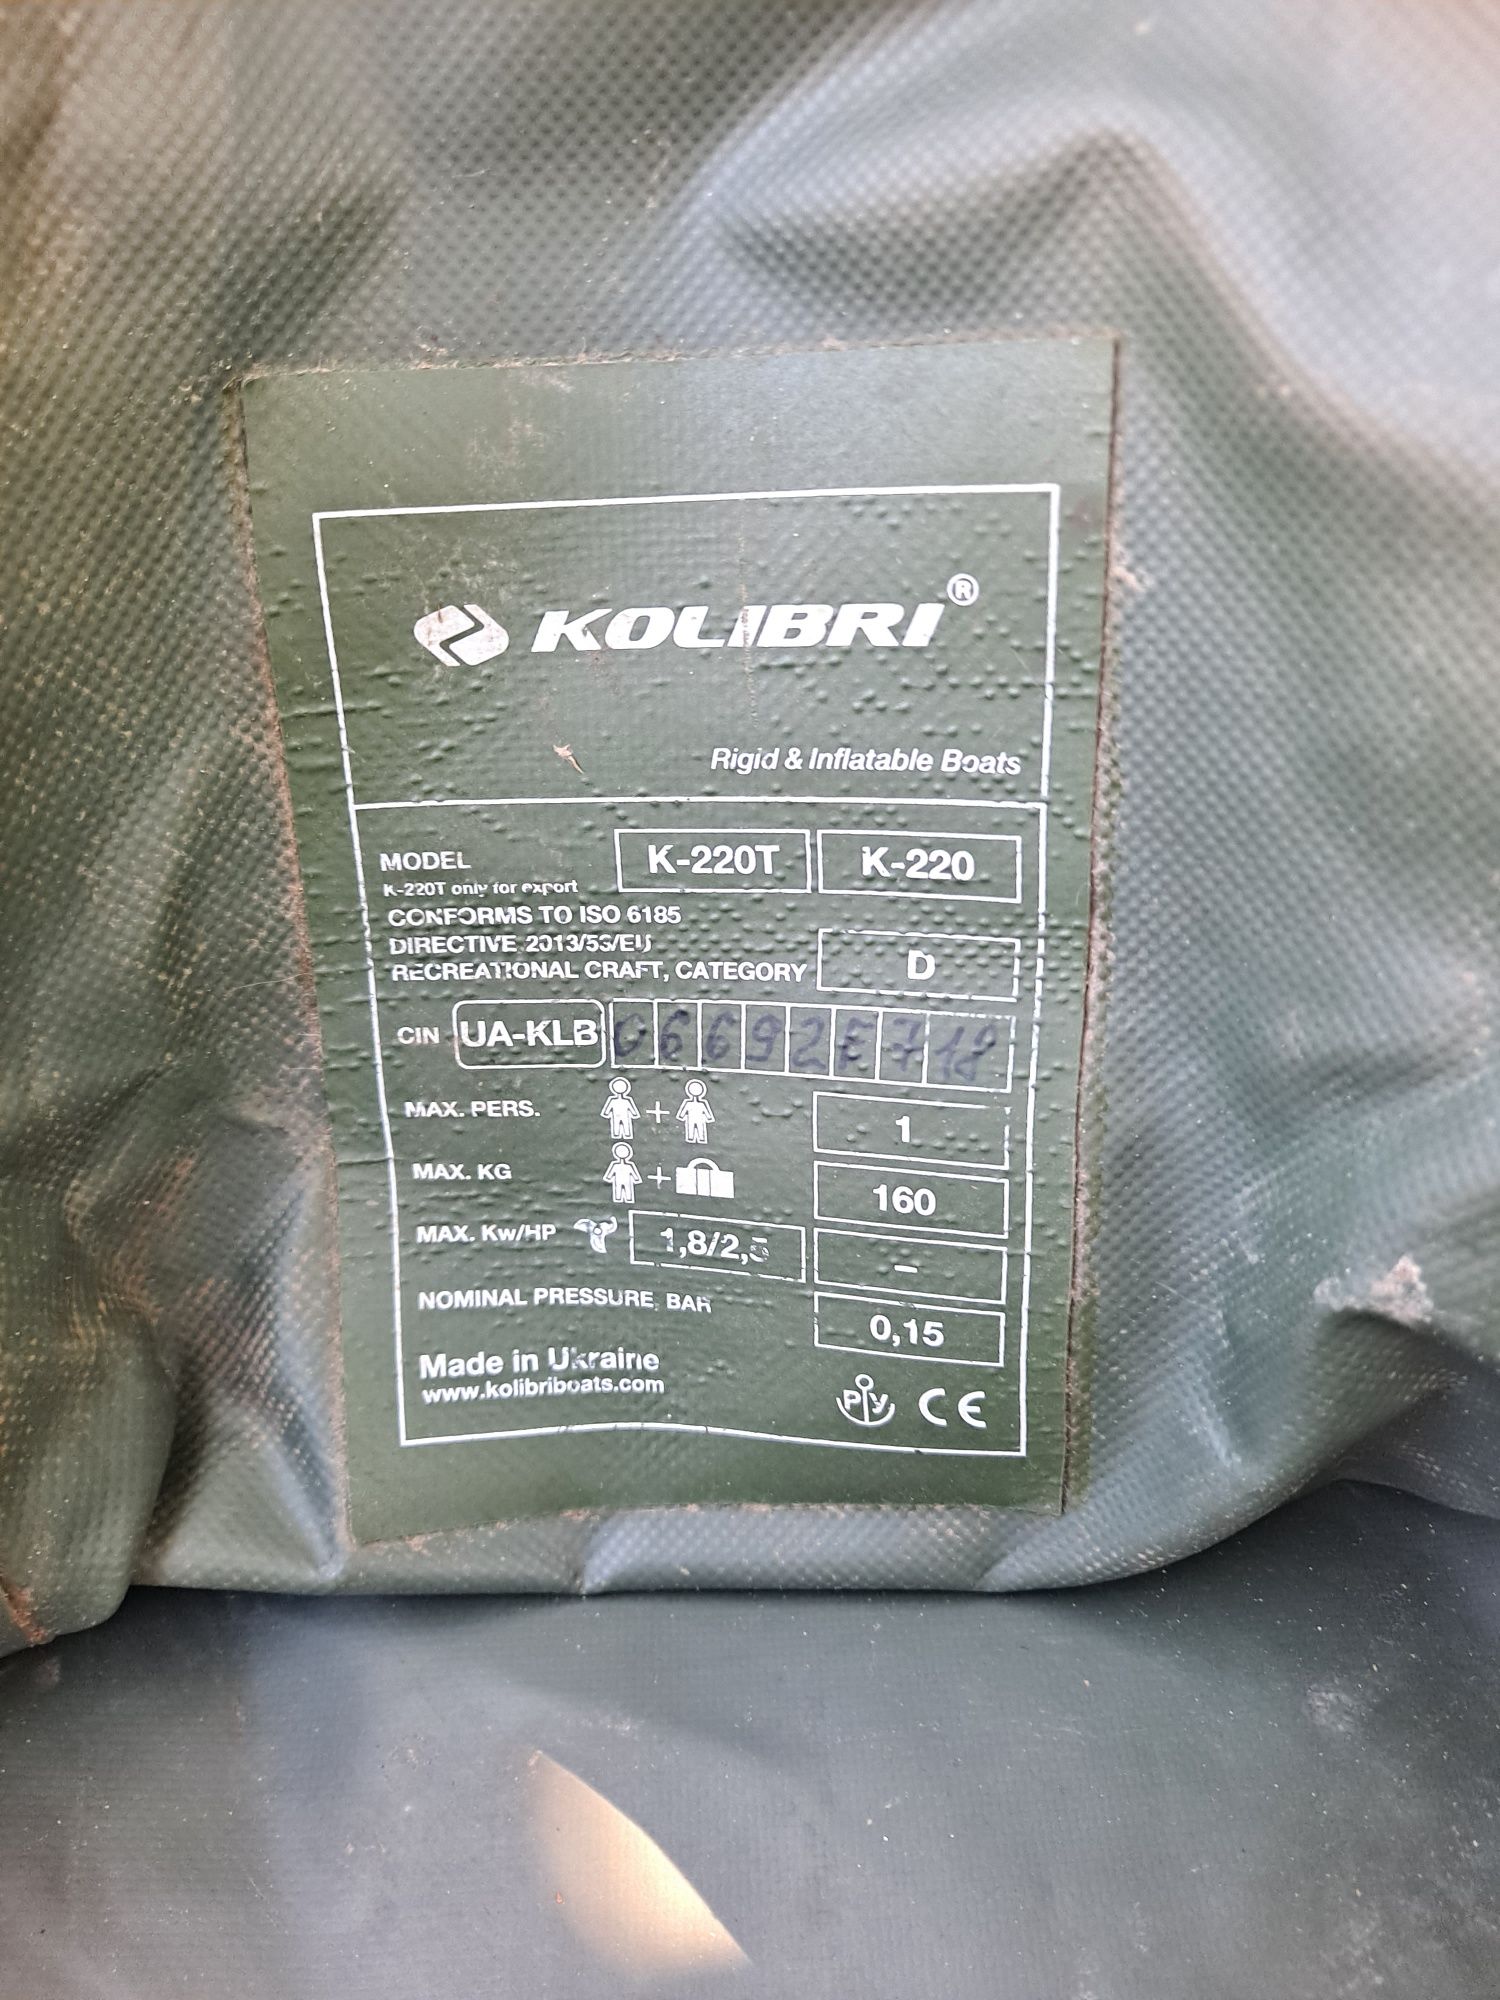 KOLIBRI®
Rigid & Inflatable Boats
MODEL K-220T K-220
K-220T only for export
CONFORMS TO ISO 6185
DIRECTIVE 2013/53/EU
RECREATIONAL CRAFT, CATEGORY D
CIN UA-KLB 06692F718
MAX. PERS. + 1
MAX. KG + 160
MAX. Kw/HP 1,8/2,5 –
NOMINAL PRESSURE, BAR 0,15
Made in Ukraine
www.kolibriboats.com
РУ CE